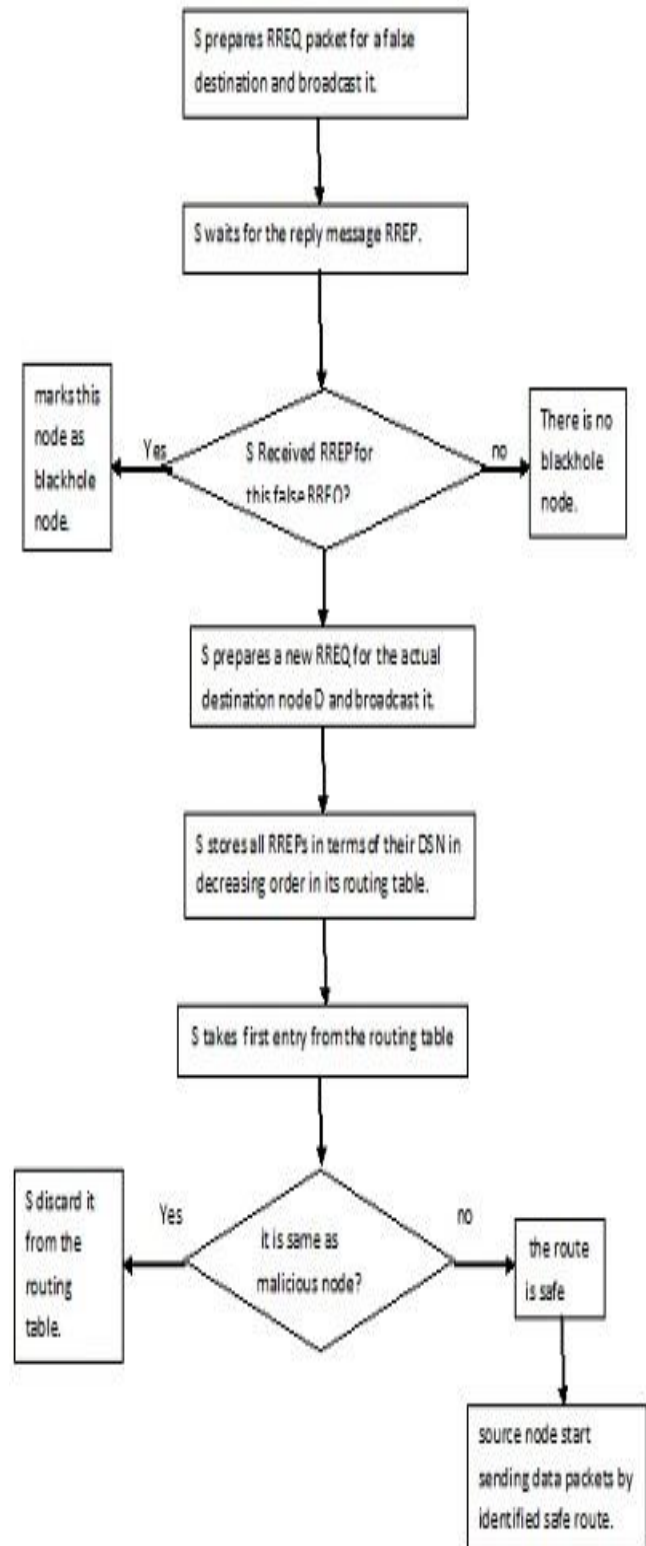 S prepares RREQ packet for a false
destination and broadcast it.
S waits for the reply message RREP.
marks this
node as
blackhole
node.
Yes
S Received RREP for
this false RREQ?
no
There is no
blackhole
node.
S prepares a new RREQ for the actual
destination node D and broadcast it.
S stores all RREPs in terms of their DSN in
decreasing order in its routing table.
S takes first entry from the routing table
S discard it
from the
routing
table.
Yes
it is same as
malicious node?
no
the route
is safe
source node start
sending data packets by
identified safe route.